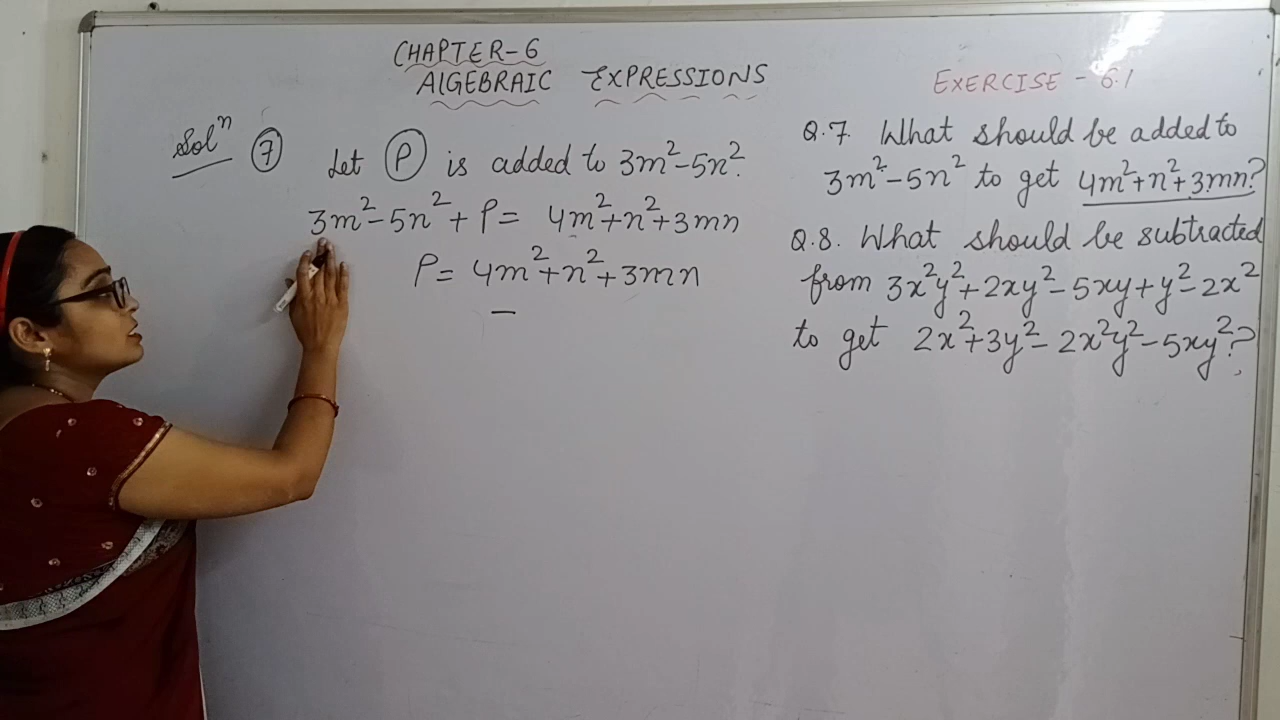 CHAPTER-6
ALGEBRAIC EXPRESSIONS
EXERCISE - 6.1
Solⁿ ⑦ Let Ⓟ is added to 3m²-5n².
3m²-5n²+P = 4m²+n²+3mn
P = 4m²+n²+3mn
-
Q.7 What should be added to
3m²-5n² to get 4m²+n²+3mn?
Q.8. What should be subtracted
from 3x²y²+2xy²-5xy+y²-2x²
to get 2x²+3y²-2x²y²-5xy²?